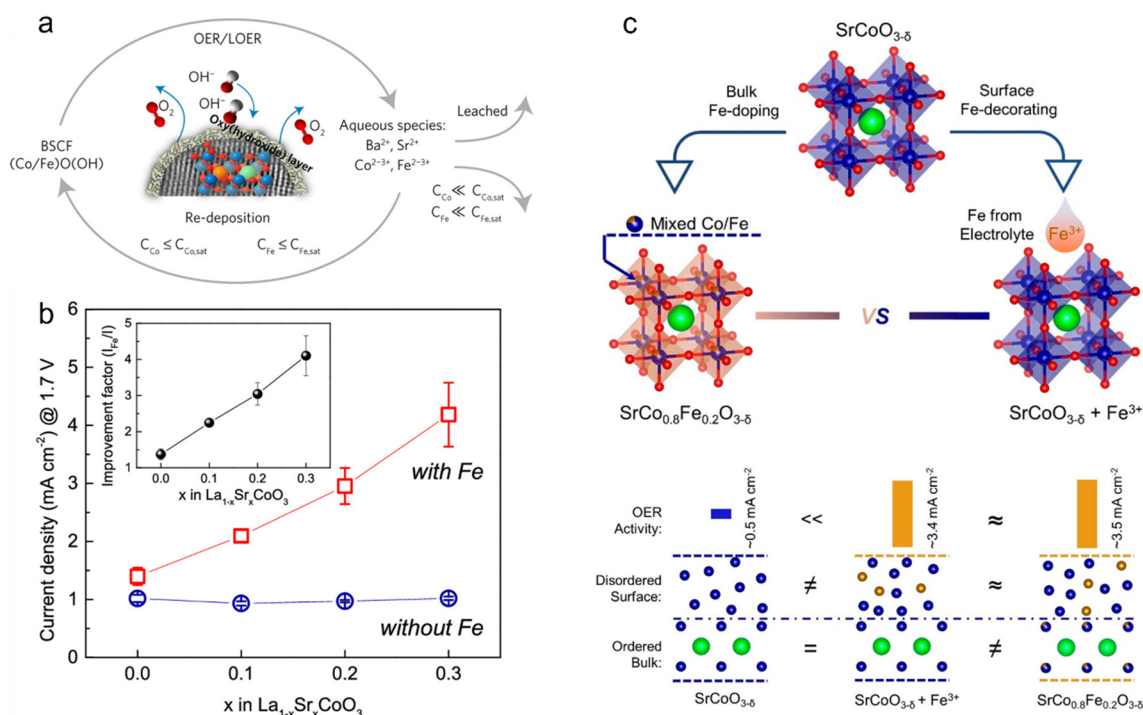 a
OER/LOER
OH⁻
OH⁻
O₂
O₂
Oxy(hydroxide) layer
BSCF
(Co/Fe)O(OH)
Aqueous species:
Ba²⁺, Sr²⁺
Co²⁻³⁺, Fe²⁻³⁺
Leached
C_Co ≪ C_Co,sat
C_Fe ≪ C_Fe,sat
Re-deposition
C_Co ≤ C_Co,sat C_Fe ≤ C_Fe,sat
b
Current density (mA cm⁻²) @ 1.7 V
6
5
4
3
2
1
0
Improvement factor (I_Fe/I)
5
4
3
2
1
0.0 0.1 0.2 0.3
x in La₁₋ₓSrₓCoO₃
with Fe
without Fe
0.0 0.1 0.2 0.3
x in La₁₋ₓSrₓCoO₃
c
SrCoO₃₋δ
Bulk
Fe-doping
Surface
Fe-decorating
Mixed Co/Fe
Fe from
Electrolyte
Fe³⁺
VS
SrCo₀.₈Fe₀.₂O₃₋δ
SrCoO₃₋δ + Fe³⁺
OER
Activity:
~0.5 mA cm⁻²
<<
~3.4 mA cm⁻²
≈
~3.5 mA cm⁻²
Disordered
Surface:
≠
≈
Ordered
Bulk:
=
≠
SrCoO₃₋δ
SrCoO₃₋δ + Fe³⁺
SrCo₀.₈Fe₀.₂O₃₋δ